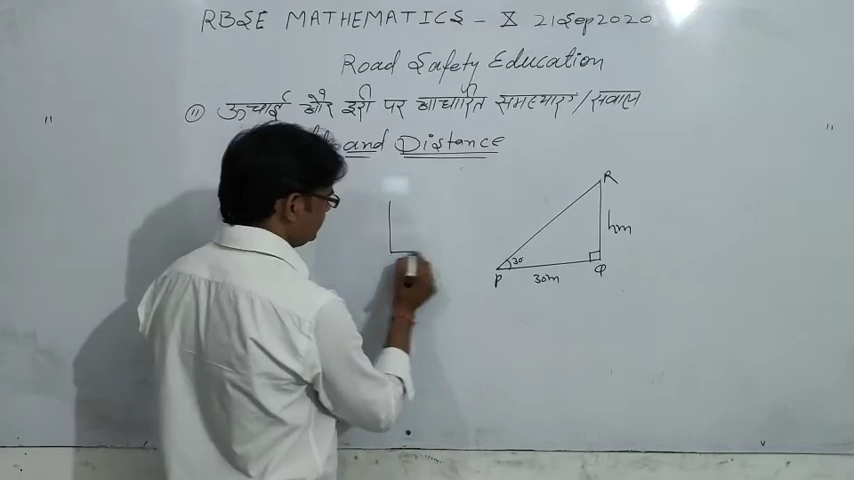 RBSE MATHEMATICS - X 21 Sep 2020
Road Safety Education
(11) ऊचाई और दूरी पर आधारित समस्याएं / सवाल
and Distance
R
hm
30
P 30m Q